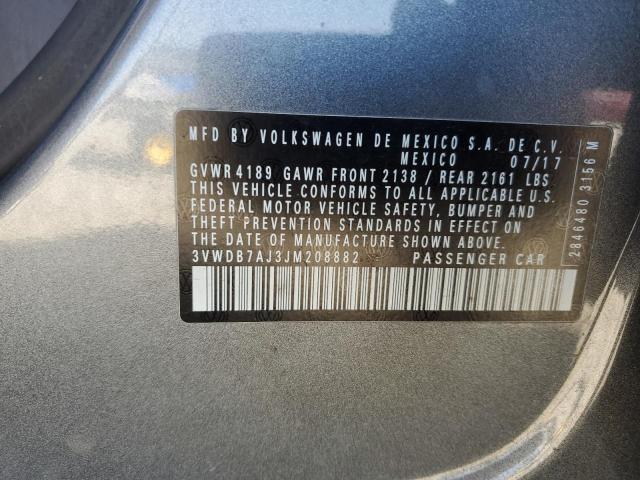 MFD BY VOLKSWAGEN DE MEXICO S.A. DE C.V.
MEXICO 07/17
GVWR 4189 GAWR FRONT 2138 / REAR 2161 LBS
THIS VEHICLE CONFORMS TO ALL APPLICABLE U.S.
FEDERAL MOTOR VEHICLE SAFETY, BUMPER AND
THEFT PREVENTION STANDARDS IN EFFECT ON
THE DATE OF MANUFACTURE SHOWN ABOVE.
3VWDB7AJ3JM208882 PASSENGER CAR
2846480 3156 M